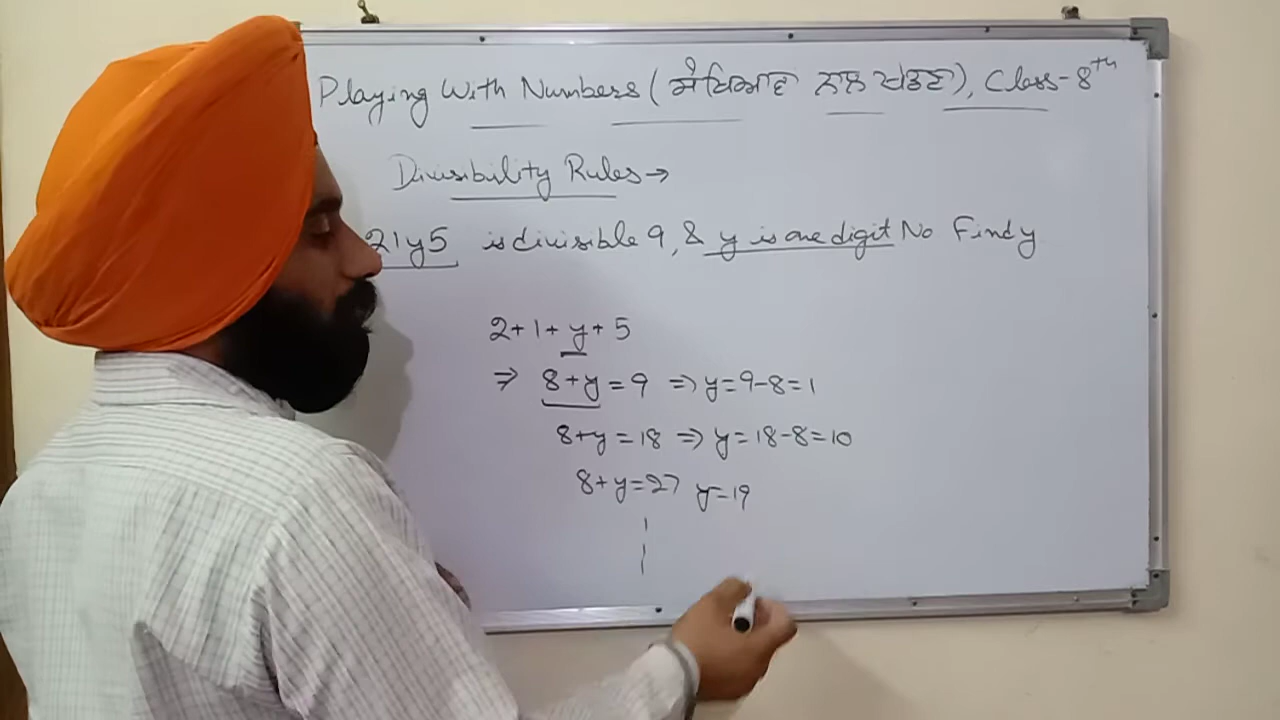 Playing With Numbers (ਸੰਖਿਆਵਾਂ ਨਾਲ ਖੇਡਣਾ), Class-8th
Divisibility Rules→
21y5 is divisible 9, & y is one digit No Find y
2+1+y+5
⇒ 8+y=9 ⇒y=9-8=1
8+y=18 ⇒ y=18-8=10
8+y=27 y=19